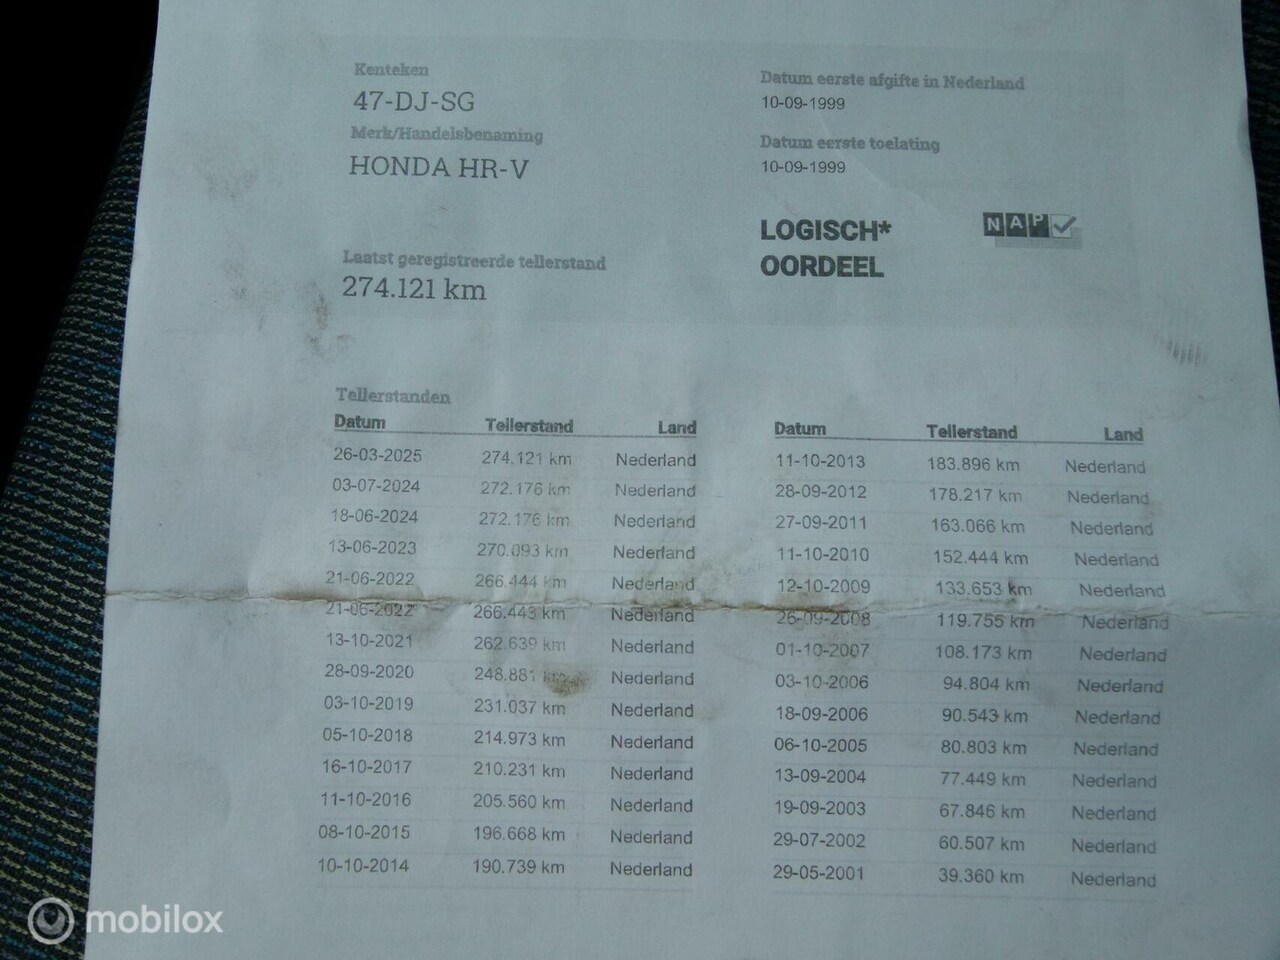 Kenteken
47-DJ-SG
Merk/Handelsbenaming
HONDA HR-V
Laatst geregistreerde tellerstand
274.121 km
Datum eerste afgifte in Nederland
10-09-1999
Datum eerste toelating
10-09-1999
LOGISCH*
OORDEEL
NAP
Tellerstanden
Datum Tellerstand Land
26-03-2025 274.121 km Nederland
03-07-2024 272.176 km Nederland
18-06-2024 272.176 km Nederland
13-06-2023 270.093 km Nederland
21-06-2022 266.444 km Nederland
21-06-2022 266.443 km Nederland
13-10-2021 262.639 km Nederland
28-09-2020 248.881 km Nederland
03-10-2019 231.037 km Nederland
05-10-2018 214.973 km Nederland
16-10-2017 210.231 km Nederland
11-10-2016 205.560 km Nederland
08-10-2015 196.668 km Nederland
10-10-2014 190.739 km Nederland
Datum Tellerstand Land
11-10-2013 183.896 km Nederland
28-09-2012 178.217 km Nederland
27-09-2011 163.066 km Nederland
11-10-2010 152.444 km Nederland
12-10-2009 133.653 km Nederland
26-09-2008 119.755 km Nederland
01-10-2007 108.173 km Nederland
03-10-2006 94.804 km Nederland
18-09-2006 90.543 km Nederland
06-10-2005 80.803 km Nederland
13-09-2004 77.449 km Nederland
19-09-2003 67.846 km Nederland
29-07-2002 60.507 km Nederland
29-05-2001 39.360 km Nederland
mobilox